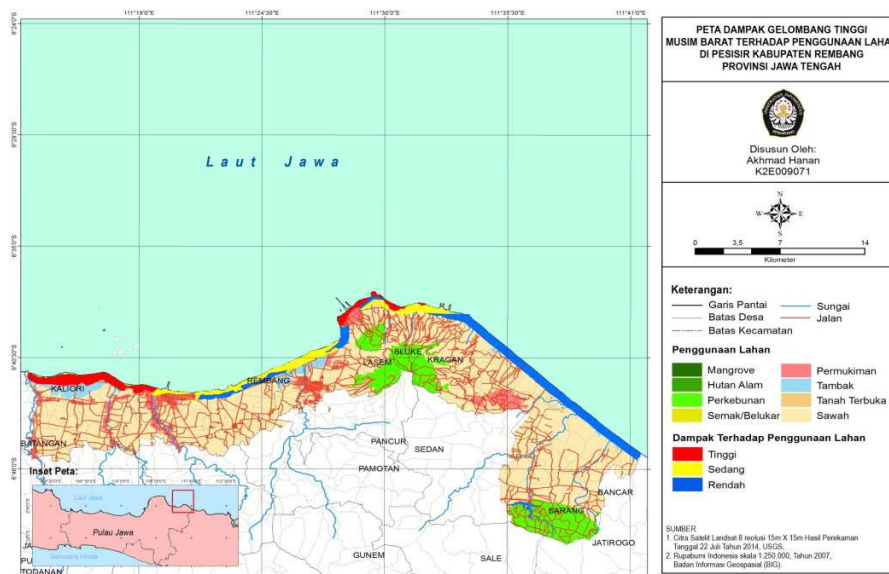 111°19'0"E
111°24'30"E
111°30'0"E
111°35'30"E
111°41'0"E
Laut Jawa
KALIORI
REMBANG
LASEM
SLUKE
KRAGAN
BATANGAN
PANCUR
SEDAN
PAMOTAN
SARANG
BANCAR
JATIROGO
GUNEM
SALE
TODANAN
Inset Peta:
Laut Jawa
Pulau Jawa
Samudera Hindia
PETA DAMPAK GELOMBANG TINGGI
MUSIM BARAT TERHADAP PENGGUNAAN LAHA
DI PESISIR KABUPATEN REMBANG
PROVINSI JAWA TENGAH
Disusun Oleh:
Akhmad Hanan
K2E009071
N
W E
S
0 3,5 7 14
Kilometer
Keterangan:
Garis Pantai
Batas Desa
Batas Kecamatan
Sungai
Jalan
Penggunaan Lahan
Mangrove
Hutan Alam
Perkebunan
Semak/Belukar
Permukiman
Tambak
Tanah Terbuka
Sawah
Dampak Terhadap Penggunaan Lahan
Tinggi
Sedang
Rendah
SUMBER
1. Citra Satelit Landsat 8 reolusi 15m X 15m Hasil Perekaman
Tanggal 22 Juli Tahun 2014, USGS,
2. Rupabumi Indonesia skala 1:250.000, Tahun 2007,
Badan Informasi Geospasial (BIG).